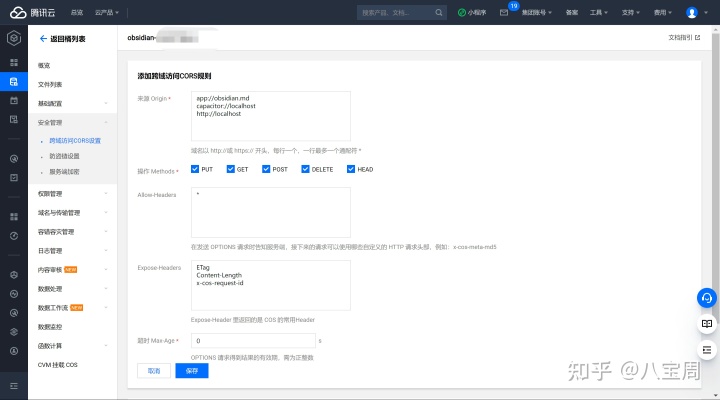 腾讯云 总览 云产品 搜索产品、文档... 小程序 19 集团账号 备案 工具 支持 费用
返回桶列表
obsidian-
文档指引
概览
文件列表
基础配置
安全管理
跨域访问CORS设置
防盗链设置
服务端加密
权限管理
域名与传输管理
容错容灾管理
日志管理
内容审核 NEW
数据处理
数据工作流 NEW
数据监控
函数计算
CVM 挂载 COS
添加跨域访问CORS规则
来源 Origin *
app://obsidian.md
capacitor://localhost
http://localhost
域名以 http://或 https:// 开头，每行一个，一行最多一个通配符 *
操作 Methods * PUT GET POST DELETE HEAD
Allow-Headers
*
在发送 OPTIONS 请求时告知服务端，接下来的请求可以使用哪些自定义的 HTTP 请求头部，例如：x-cos-meta-md5
Expose-Headers
ETag
Content-Length
x-cos-request-id
Expose-Header 里返回的是 COS 的常用Header
超时 Max-Age * 0 s
OPTIONS 请求得到结果的有效期，需为正整数
取消 保存
知乎 @八宝周